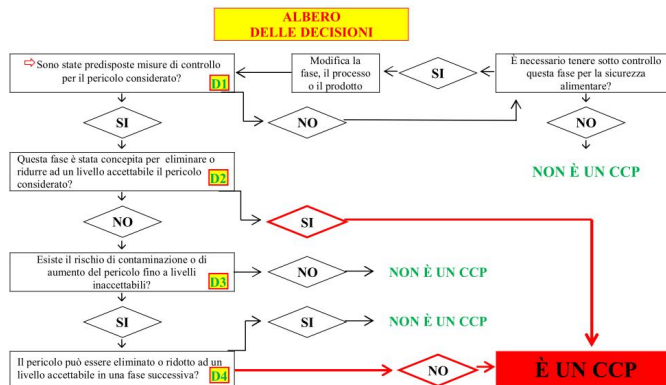 ALBERO
DELLE DECISIONI
⇨Sono state predisposte misure di controllo
per il pericolo considerato?
D1
Modifica la
fase, il processo
o il prodotto
SI
È necessario tenere sotto controllo
questa fase per la sicurezza
alimentare?
SI
NO
NO
NON È UN CCP
Questa fase è stata concepita per eliminare o
ridurre ad un livello accettabile il pericolo
considerato?
D2
NO
SI
Esiste il rischio di contaminazione o di
aumento del pericolo fino a livelli
inaccettabili?
D3
NO
NON È UN CCP
SI
SI
NON È UN CCP
Il pericolo può essere eliminato o ridotto ad un
livello accettabile in una fase successiva?
D4
NO
È UN CCP